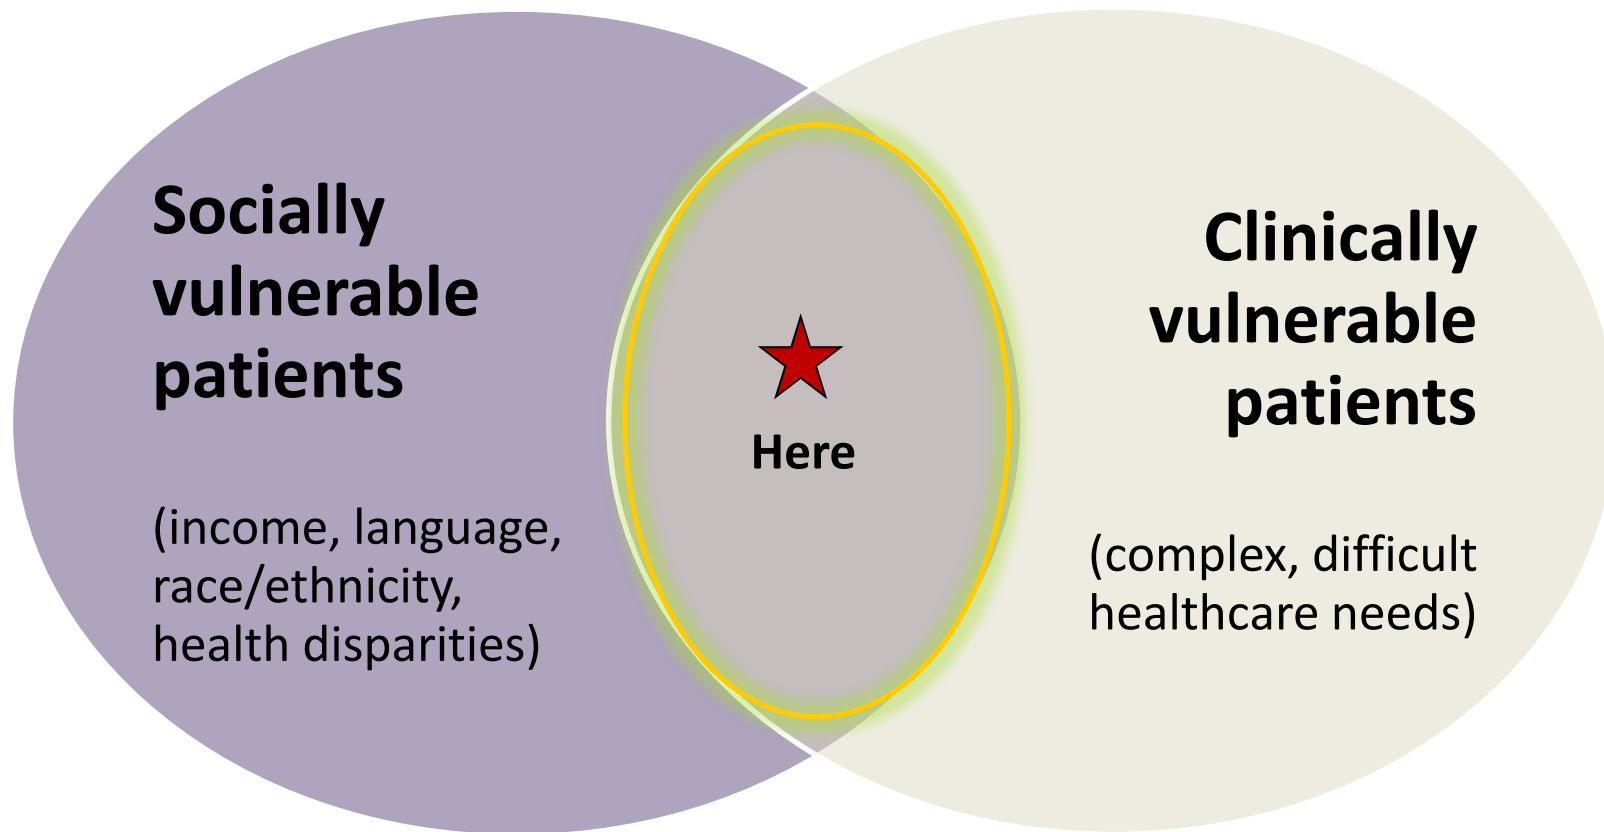 Socially
vulnerable
patients
(income, language,
race/ethnicity,
health disparities)
Here
Clinically
vulnerable
patients
(complex, difficult
healthcare needs)